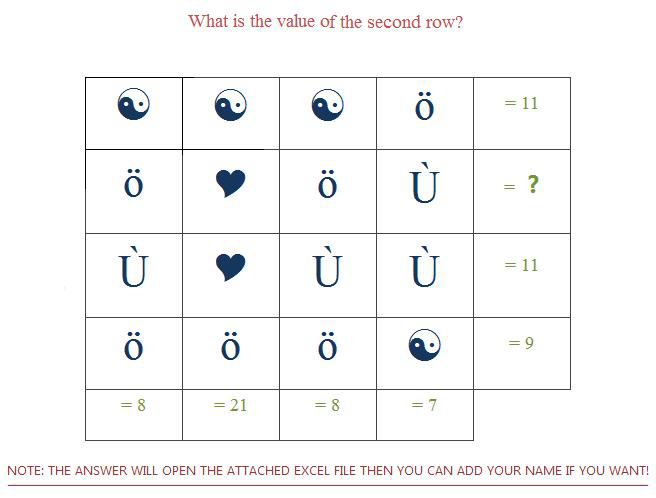 What is the value of the second row?
☯ ☯ ☯ ö = 11
ö ♥ ö Ù = ?
Ù ♥ Ù Ù = 11
ö ö ö ☯ = 9
= 8 = 21 = 8 = 7
NOTE: THE ANSWER WILL OPEN THE ATTACHED EXCEL FILE THEN YOU CAN ADD YOUR NAME IF YOU WANT!